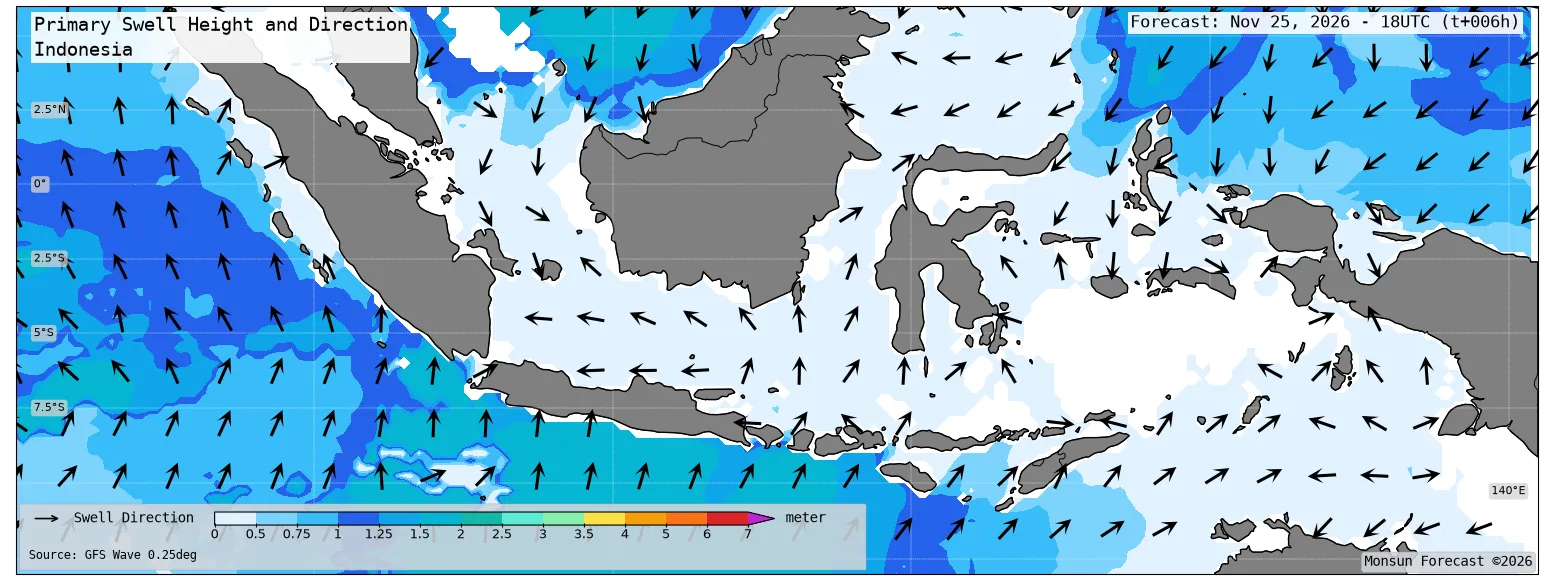 Primary Swell Height and Direction
Indonesia
Forecast: Nov 25, 2026 - 18UTC (t+006h)
2.5°N
0°
2.5°S
5°S
7.5°S
140°E
Swell Direction
0 0.5 0.75 1 1.25 1.5 2 2.5 3 3.5 4 5 6 7
meter
Source: GFS Wave 0.25deg
Monsun Forecast ©2026